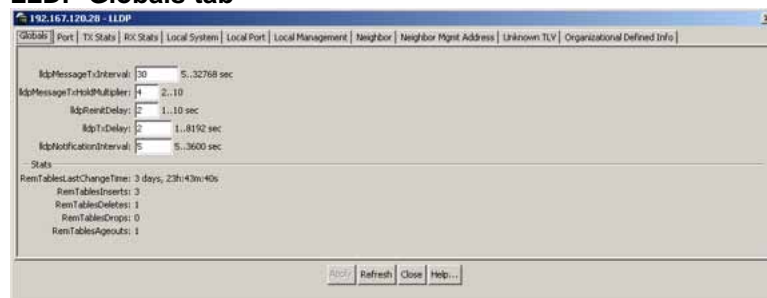 LLDP Globals tab
192.167.120.28 - LLDP
Globals Port TX Stats RX Stats Local System Local Port Local Management Neighbor Neighbor Mgmt Address Unknown TLV Organizational Defined Info
lldpMessageTxInterval: 30 5..32768 sec
lldpMessageTxHoldMultiplier: 4 2..10
lldpReinitDelay: 2 1..10 sec
lldpTxDelay: 2 1..8192 sec
lldpNotificationInterval: 5 5..3600 sec
Stats
RemTablesLastChangeTime: 3 days, 23h:43m:40s
RemTablesInserts: 3
RemTablesDeletes: 1
RemTablesDrops: 0
RemTablesAgeouts: 1
Apply Refresh Close Help...